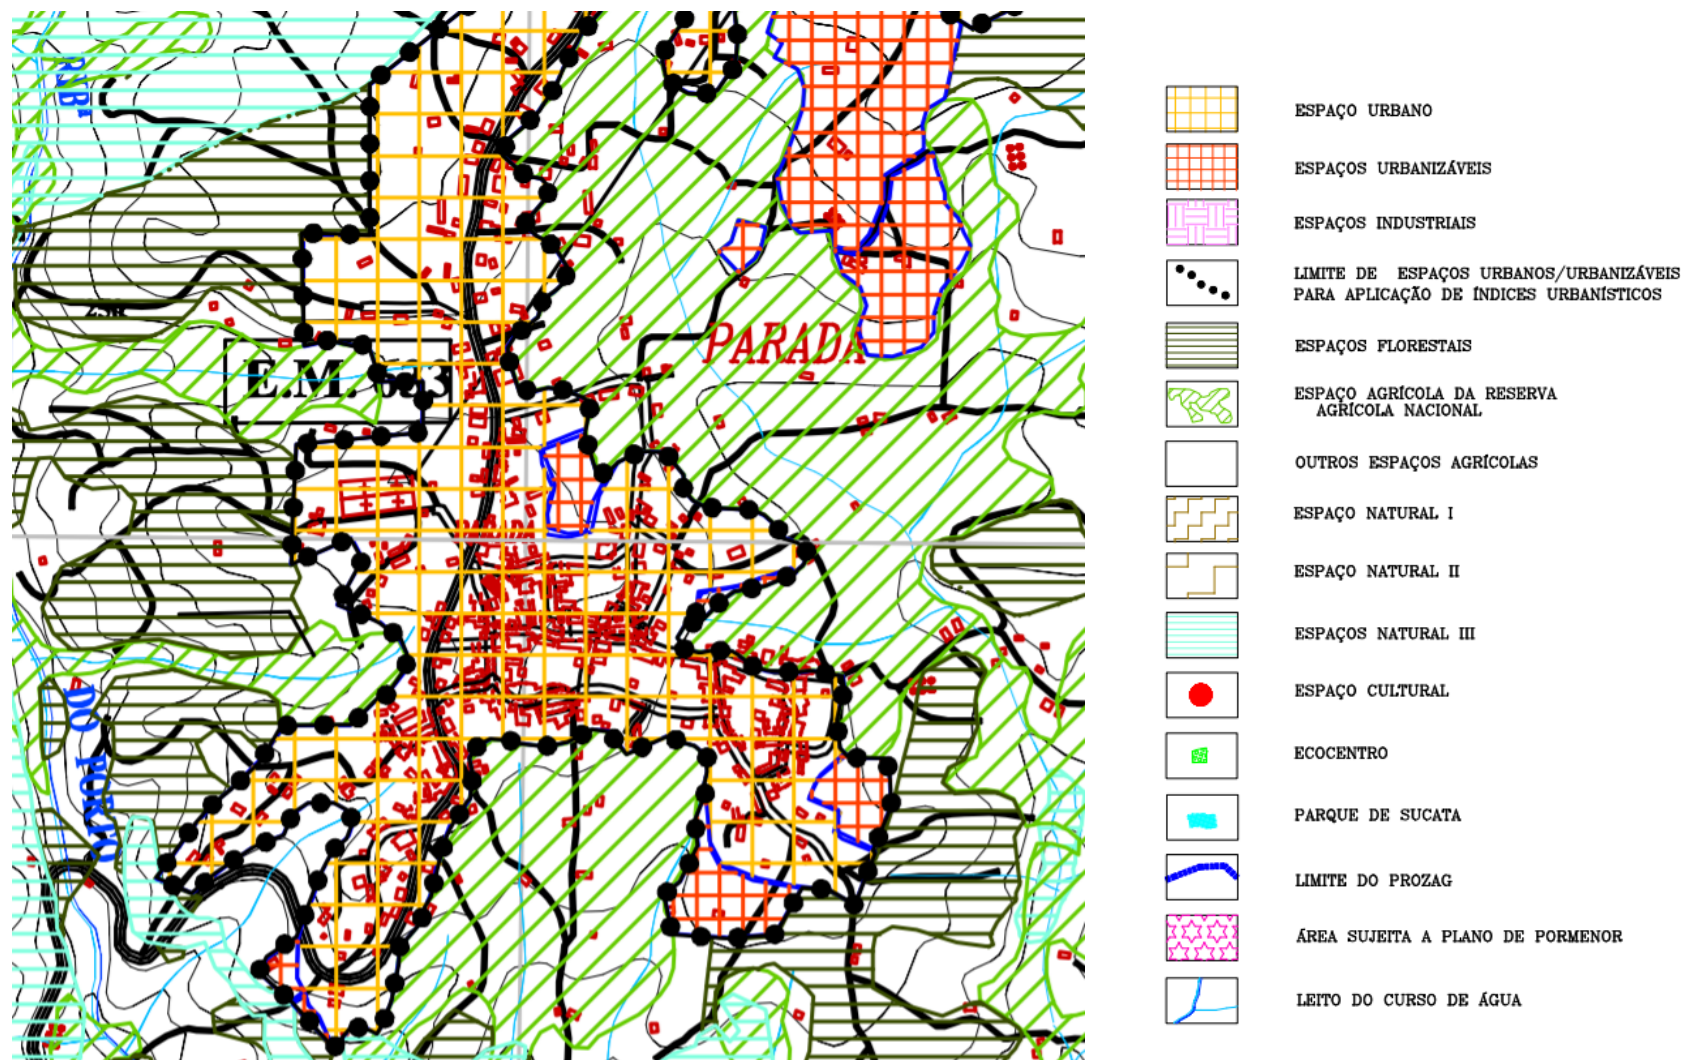 PARADA
E.M.
DO PORTO
ESPAÇO URBANO
ESPAÇOS URBANIZÁVEIS
ESPAÇOS INDUSTRIAIS
LIMITE DE ESPAÇOS URBANOS/URBANIZÁVEIS
PARA APLICAÇÃO DE ÍNDICES URBANÍSTICOS
ESPAÇOS FLORESTAIS
ESPAÇO AGRÍCOLA DA RESERVA
AGRÍCOLA NACIONAL
OUTROS ESPAÇOS AGRÍCOLAS
ESPAÇO NATURAL I
ESPAÇO NATURAL II
ESPAÇOS NATURAL III
ESPAÇO CULTURAL
ECOCENTRO
PARQUE DE SUCATA
LIMITE DO PROZAG
ÁREA SUJEITA A PLANO DE PORMENOR
LEITO DO CURSO DE ÁGUA